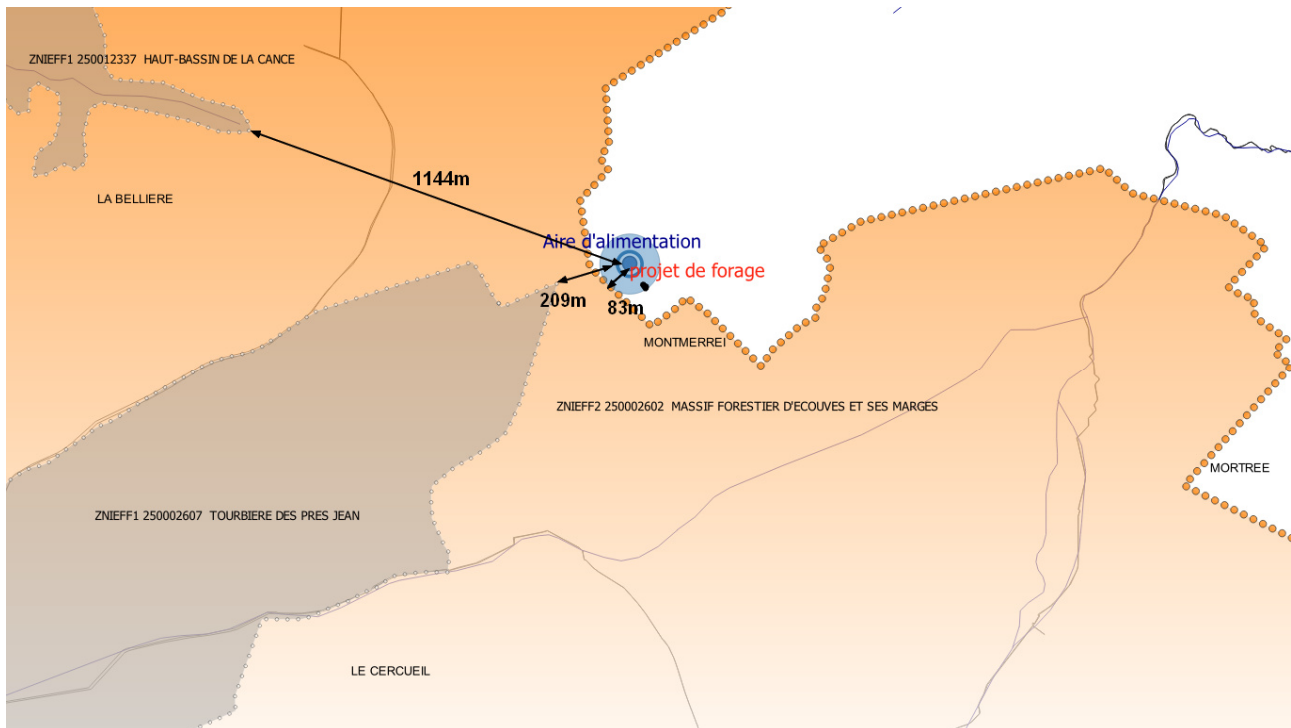 ZNIEFF1 250012337 HAUT-BASSIN DE LA CANCE
1144m
LA BELLIERE
Aire d'alimentation
projet de forage
209m
83m
MONTMERREI
ZNIEFF2 250002602 MASSIF FORESTIER D'ECOUVES ET SES MARGES
MORTREE
ZNIEFF1 250002607 TOURBIERE DES PRES JEAN
LE CERCUEIL